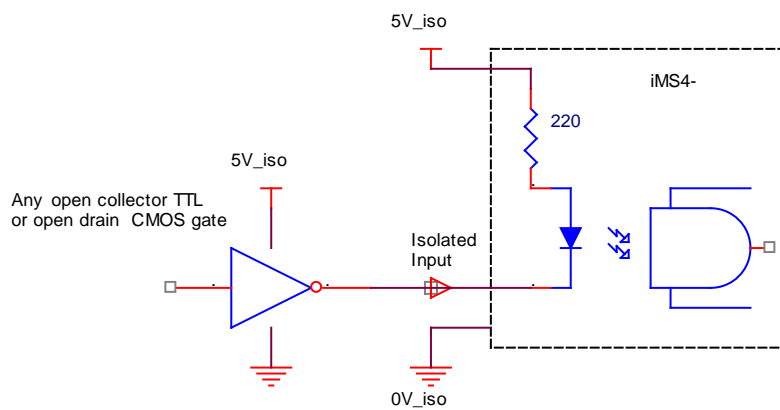 5V_iso
iMS4-
220
5V_iso
Any open collector TTL
or open drain CMOS gate
Isolated
Input
0V_iso